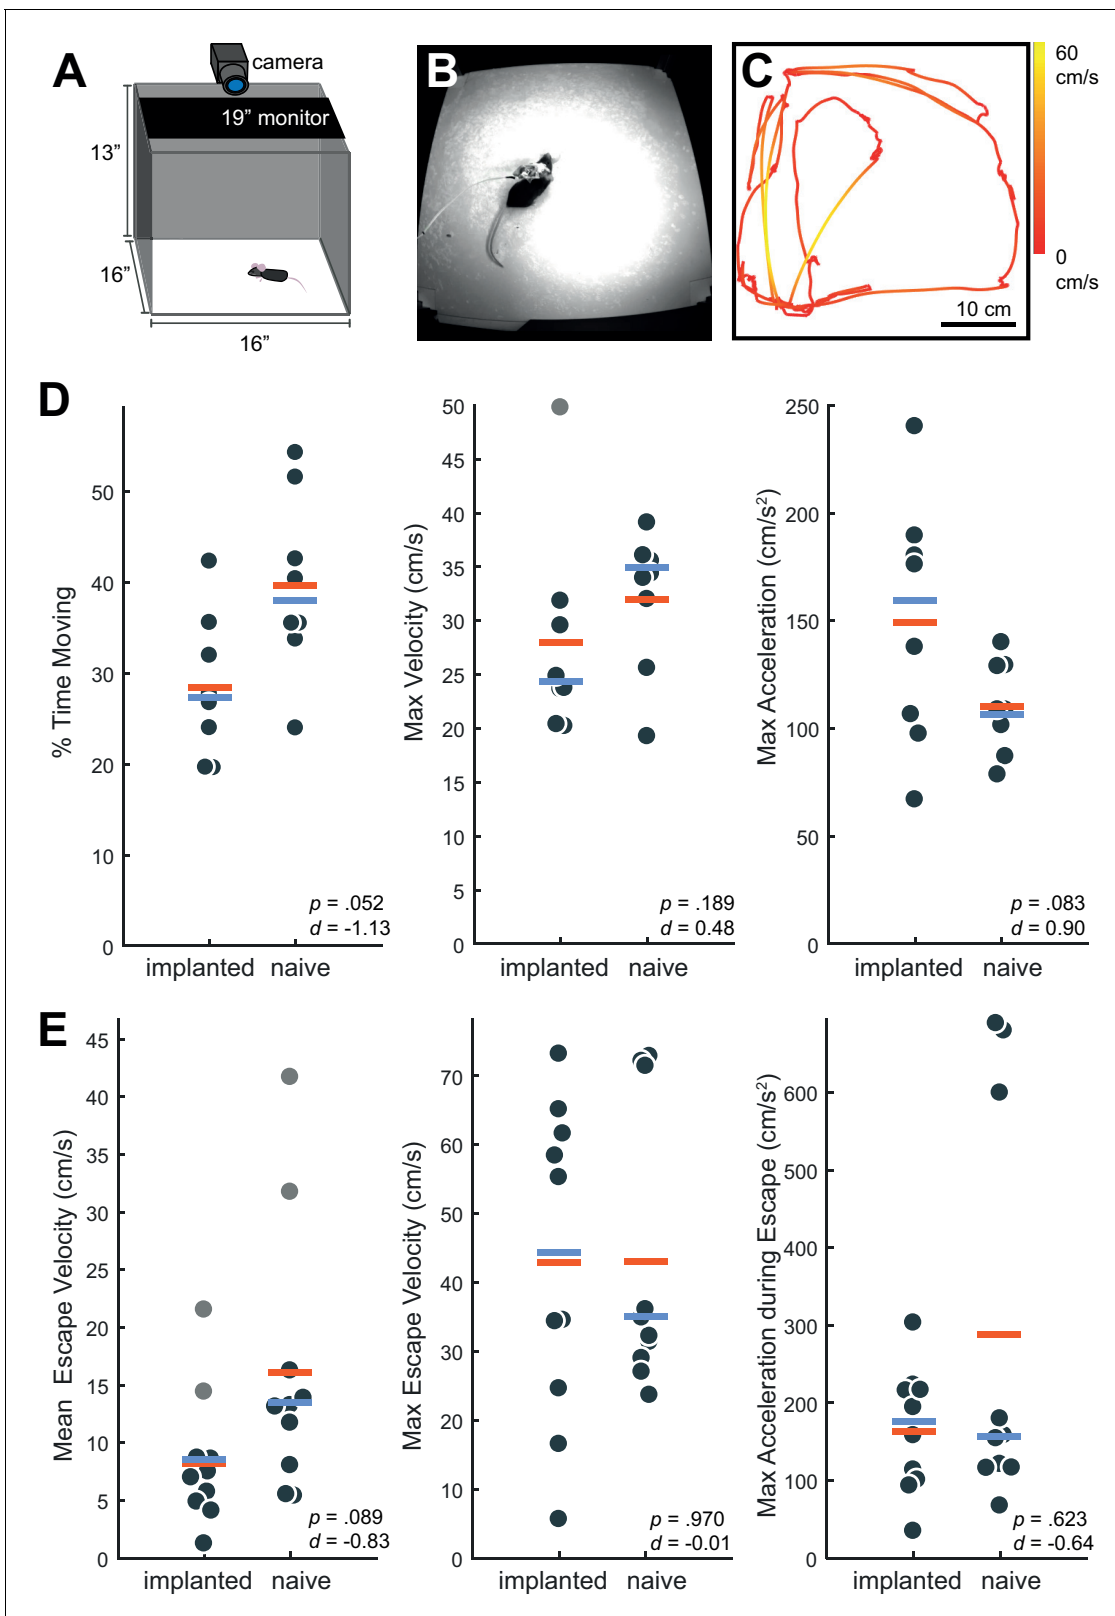 A
camera
19” monitor
13”
16”
16”
B
C
60
cm/s
0
cm/s
10 cm
D
% Time Moving
50
40
30
20
10
0
implanted naive
p = .052
d = -1.13
Max Velocity (cm/s)
50
45
40
35
30
25
20
15
10
5
0
implanted naive
p = .189
d = 0.48
Max Acceleration (cm/s²)
250
200
150
100
50
0
implanted naive
p = .083
d = 0.90
E
Mean Escape Velocity (cm/s)
45
40
35
30
25
20
15
10
5
0
implanted naive
p = .089
d = -0.83
Max Escape Velocity (cm/s)
70
60
50
40
30
20
10
0
implanted naive
p = .970
d = -0.01
Max Acceleration during Escape (cm/s²)
600
500
400
300
200
100
0
implanted naive
p = .623
d = -0.64